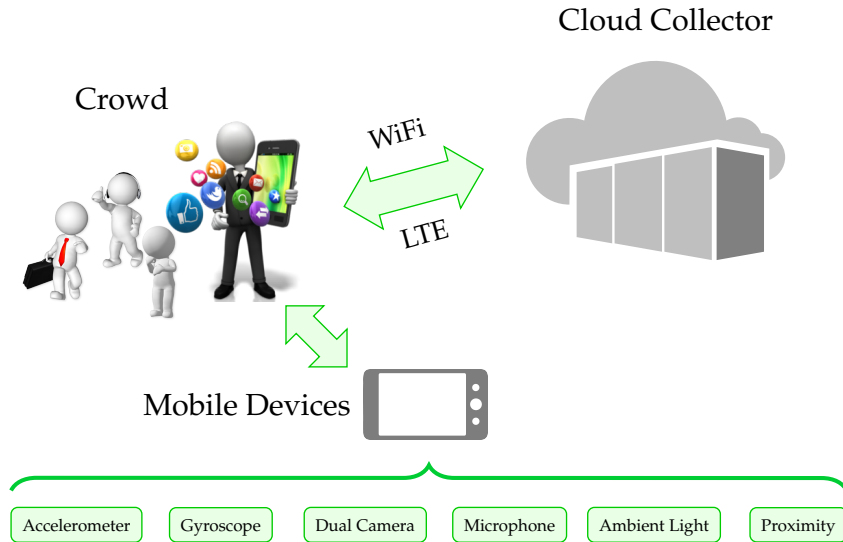 Cloud Collector
Crowd
WiFi
LTE
Mobile Devices
Accelerometer
Gyroscope
Dual Camera
Microphone
Ambient Light
Proximity